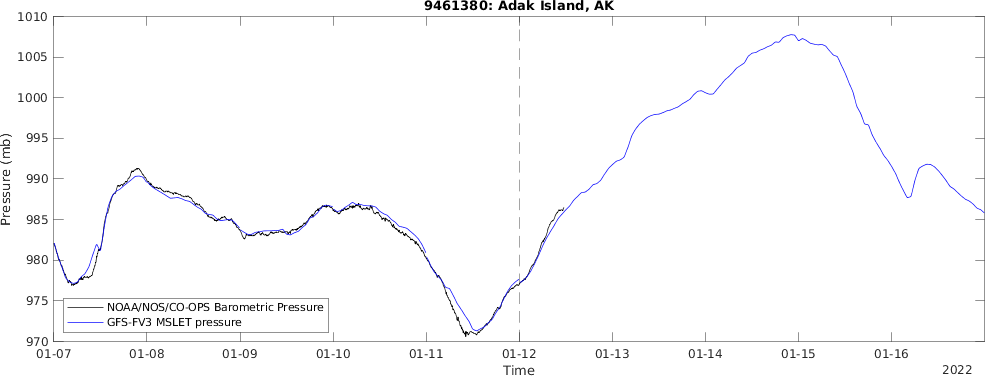 9461380: Adak Island, AK
Pressure (mb)
1010
1005
1000
995
990
985
980
975
970
NOAA/NOS/CO-OPS Barometric Pressure
GFS-FV3 MSLET pressure
01-07 01-08 01-09 01-10 01-11 01-12 01-13 01-14 01-15 01-16
Time
2022